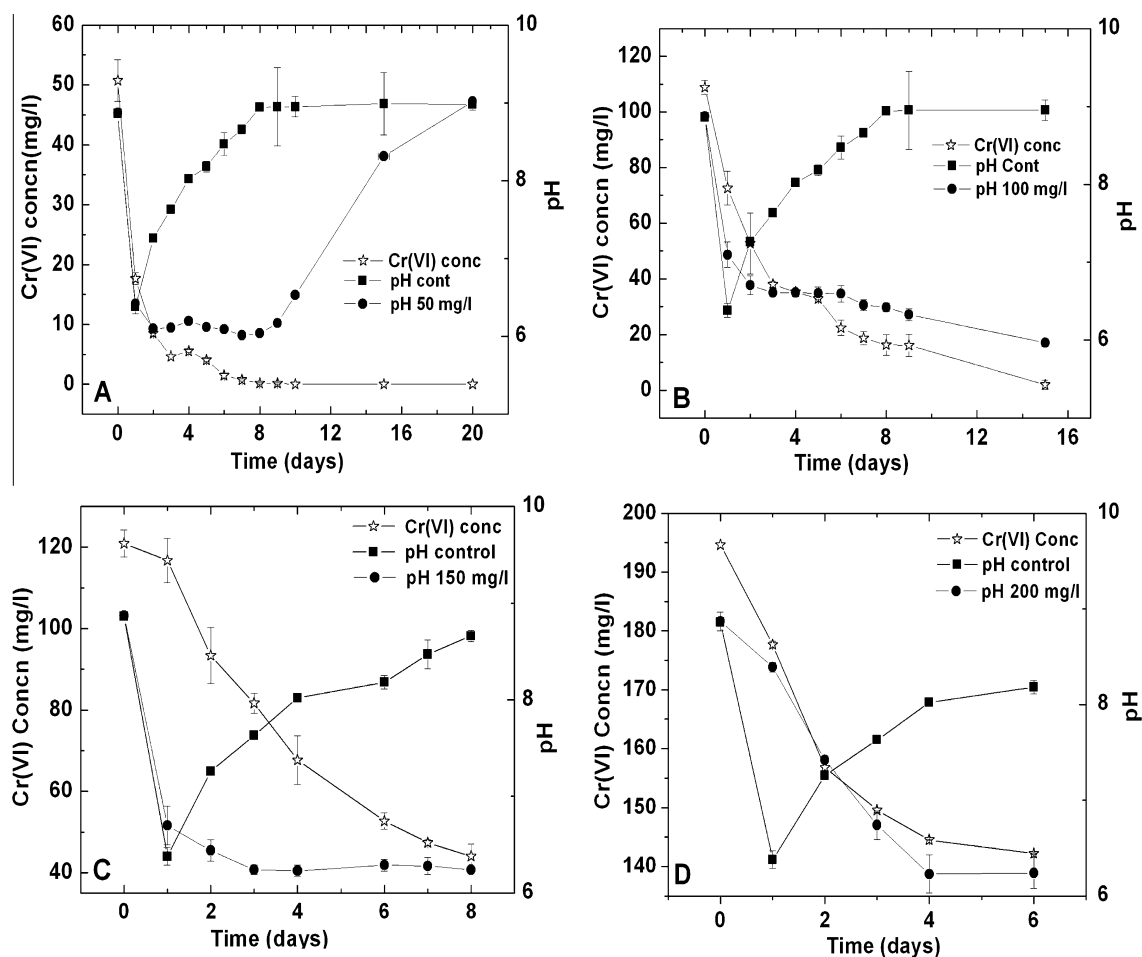 60
50
40
30
20
10
0
10
8
6
Cr(VI) concn(mg/l)
pH
Cr(VI) conc
pH cont
pH 50 mg/l
A
0 4 8 12 16 20
Time (days)
120
100
80
60
40
20
0
10
8
6
Cr(VI) concn (mg/l)
pH
Cr(VI) conc
pH Cont
pH 100 mg/l
B
0 4 8 12 16
Time (days)
120
100
80
60
40
10
8
6
Cr(VI) Concn (mg/l)
pH
Cr(VI) conc
pH control
pH 150 mg/l
C
0 2 4 6 8
Time (days)
200
195
190
180
170
160
150
140
10
8
6
Cr(VI) Concn (mg/l)
pH
Cr(VI) Conc
pH control
pH 200 mg/l
D
0 2 4 6
Time (days)